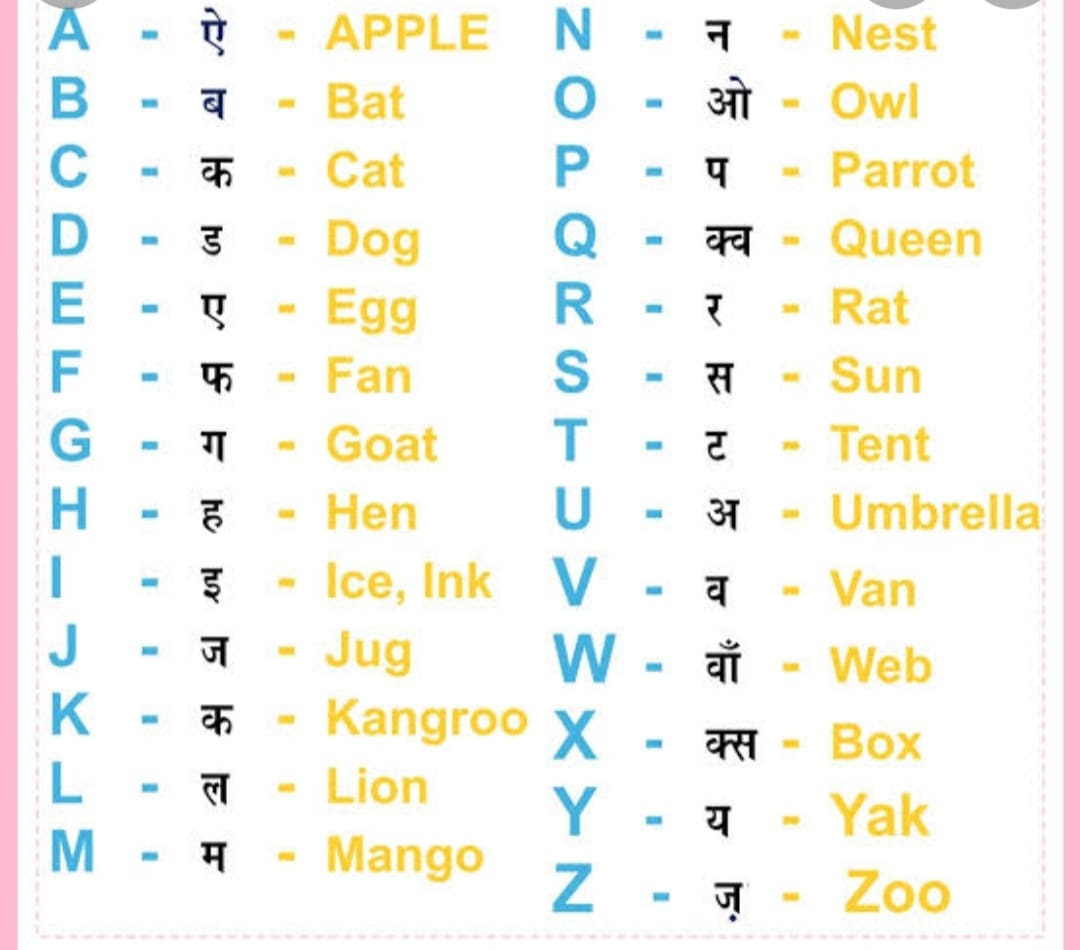 A - ऐ - APPLE
B - ब - Bat
C - क - Cat
D - ड - Dog
E - ए - Egg
F - फ - Fan
G - ग - Goat
H - ह - Hen
I - इ - Ice, Ink
J - ज - Jug
K - क - Kangroo
L - ल - Lion
M - म - Mango
N - न - Nest
O - ओ - Owl
P - प - Parrot
Q - क्व - Queen
R - र - Rat
S - स - Sun
T - ट - Tent
U - अ - Umbrella
V - व - Van
W - वाँ - Web
X - क्स - Box
Y - य - Yak
Z - ज़ - Zoo